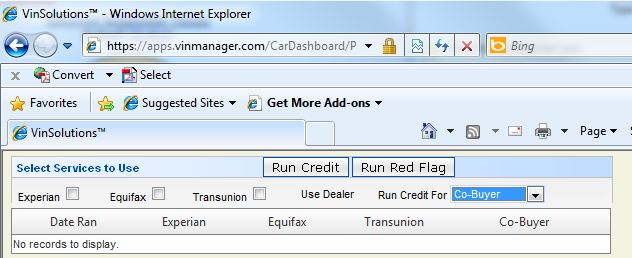 VinSolutions™ - Windows Internet Explorer
https://apps.vinmanager.com/CarDashboard/P
Bing
x Convert Select
Favorites Suggested Sites Get More Add-ons
VinSolutions™ Page
Select Services to Use Run Credit Run Red Flag
Experian Equifax Transunion Use Dealer Run Credit For Co-Buyer
Date Ran Experian Equifax Transunion Co-Buyer
No records to display.